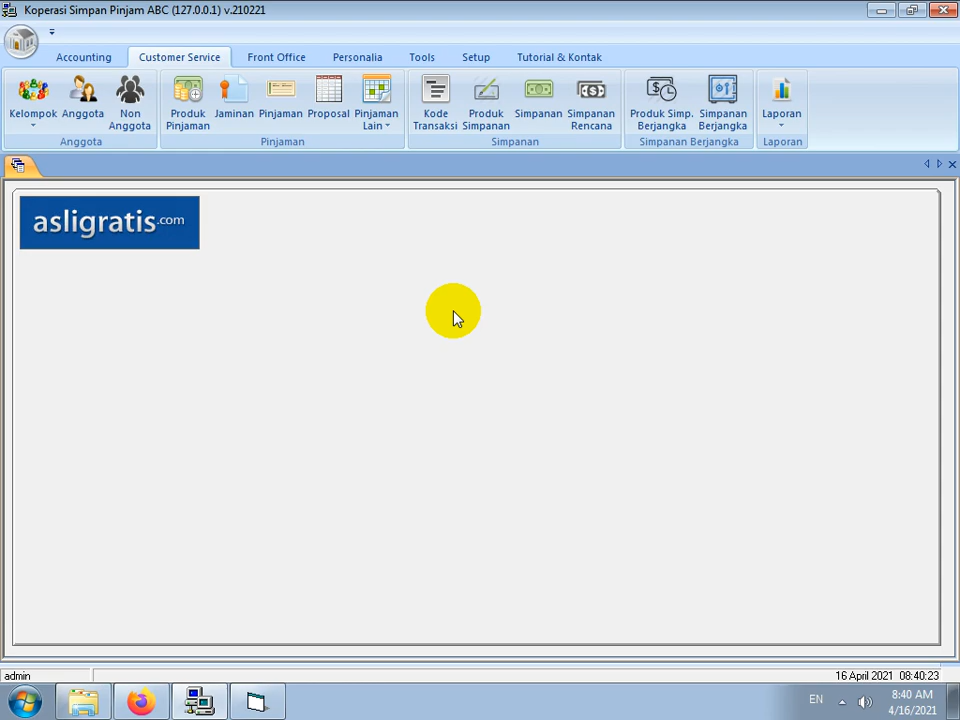 Koperasi Simpan Pinjam ABC (127.0.0.1) v.210221
Accounting Customer Service Front Office Personalia Tools Setup Tutorial & Kontak
Kelompok Anggota Non Anggota Produk Pinjaman Jaminan Pinjaman Proposal Pinjaman Lain Kode Transaksi Produk Simpanan Simpanan Simpanan Rencana Produk Simp. Berjangka Simpanan Berjangka Laporan
Anggota Pinjaman Simpanan Simpanan Berjangka Laporan
asligratis.com
admin 16 April 2021 08:40:23
EN 8:40 AM
4/16/2021